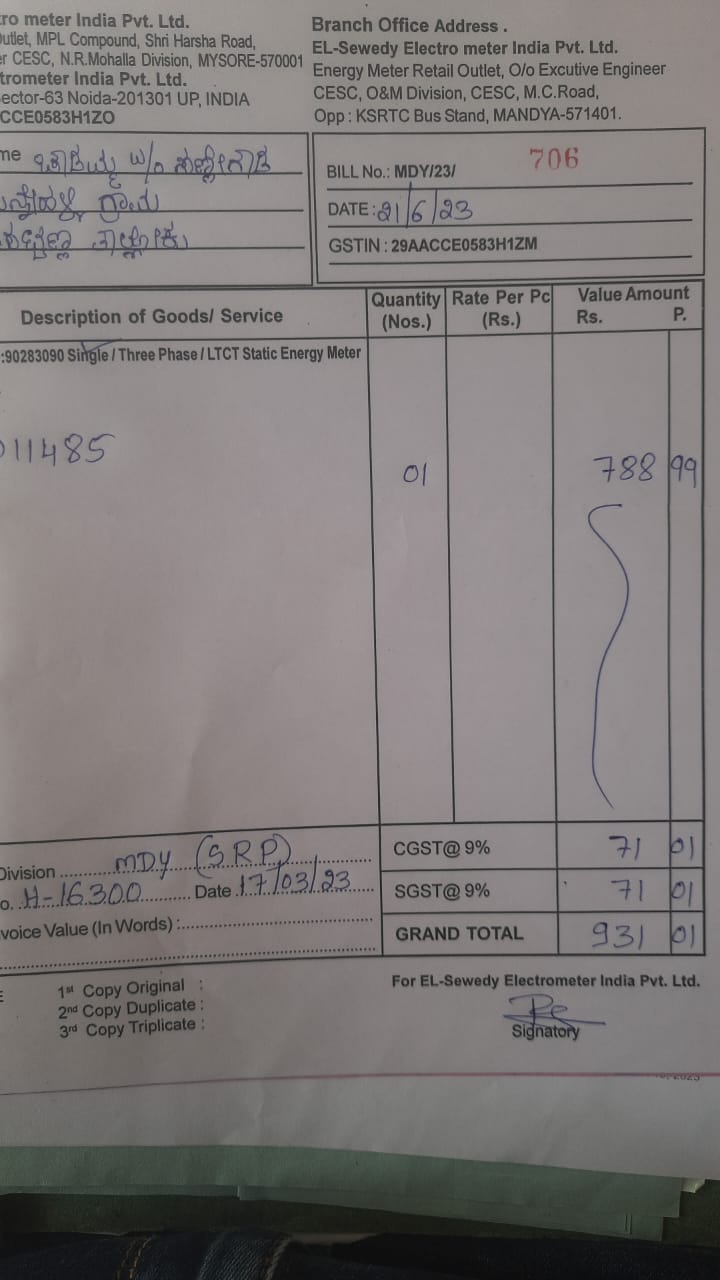 ro meter India Pvt. Ltd.
utlet, MPL Compound, Shri Harsha Road,
r CESC, N.R.Mohalla Division, MYSORE-570001
trometer India Pvt. Ltd.
ector-63 Noida-201301 UP, INDIA
CCE0583H1ZO
Branch Office Address .
EL-Sewedy Electro meter India Pvt. Ltd.
Energy Meter Retail Outlet, O/o Excutive Engineer
CESC, O&M Division, CESC, M.C.Road,
Opp : KSRTC Bus Stand, MANDYA-571401.
me w/o
ಗ್ರಾಮ
ತಾಲ್ಲೋಕು
BILL No.: MDY/23/ 706
DATE : 21/6/23
GSTIN : 29AACCE0583H1ZM
Description of Goods/ Service Quantity (Nos.) Rate Per Pc (Rs.) Value Amount Rs. P.
:90283090 Single / Three Phase / LTCT Static Energy Meter
011485 01 788 99
Division MDY (S.R.P) CGST@ 9% 71 01
o. H-16300 Date 17/03/23 SGST@ 9% 71 01
voice Value (In Words) : GRAND TOTAL 931 01
1st Copy Original :
2nd Copy Duplicate :
3rd Copy Triplicate :
For EL-Sewedy Electrometer India Pvt. Ltd.
Signatory